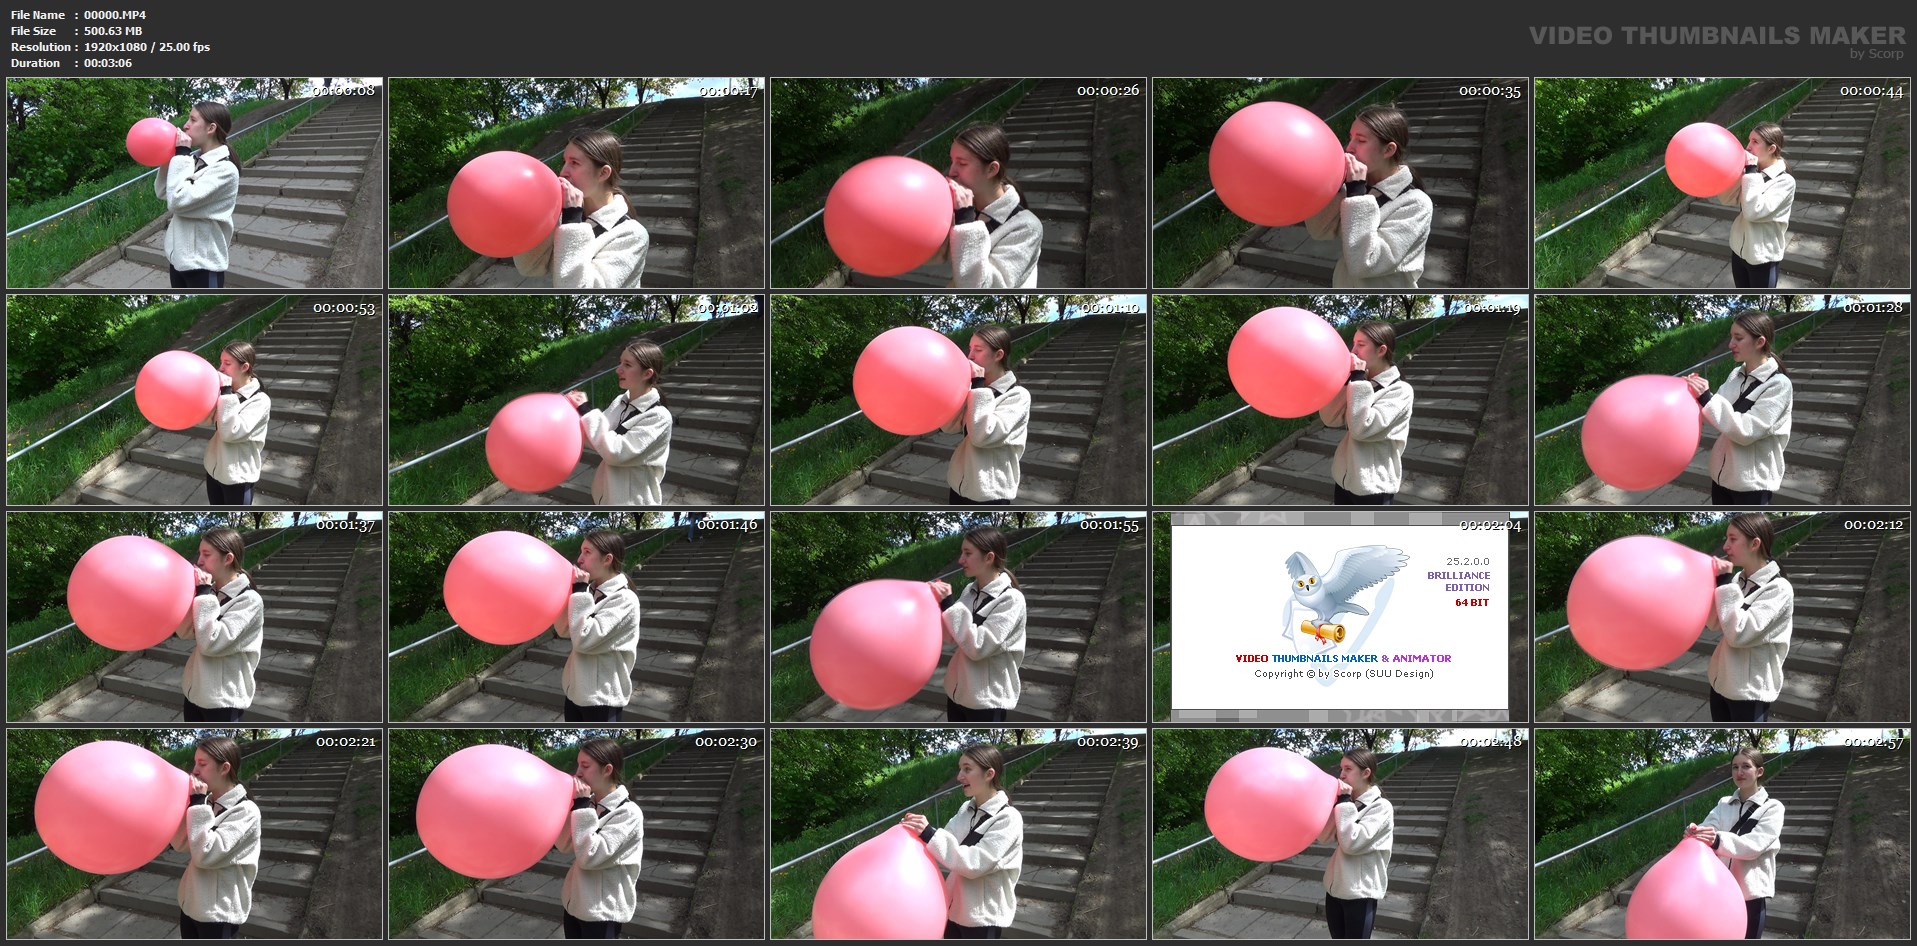 File Name : 00000.MP4
File Size : 500.63 MB
Resolution : 1920x1080 / 25.00 fps
Duration : 00:03:06
VIDEO THUMBNAILS MAKER
by Scorp
00:00:08
00:00:17
00:00:26
00:00:35
00:00:44
00:00:53
00:01:02
00:01:10
00:01:19
00:01:28
00:01:37
00:01:46
00:01:55
00:02:04
25.2.0.0
BRILLIANCE
EDITION
64 BIT
VIDEO THUMBNAILS MAKER & ANIMATOR
Copyright © by Scorp (SUU Design)
00:02:12
00:02:21
00:02:30
00:02:39
00:02:48
00:02:57